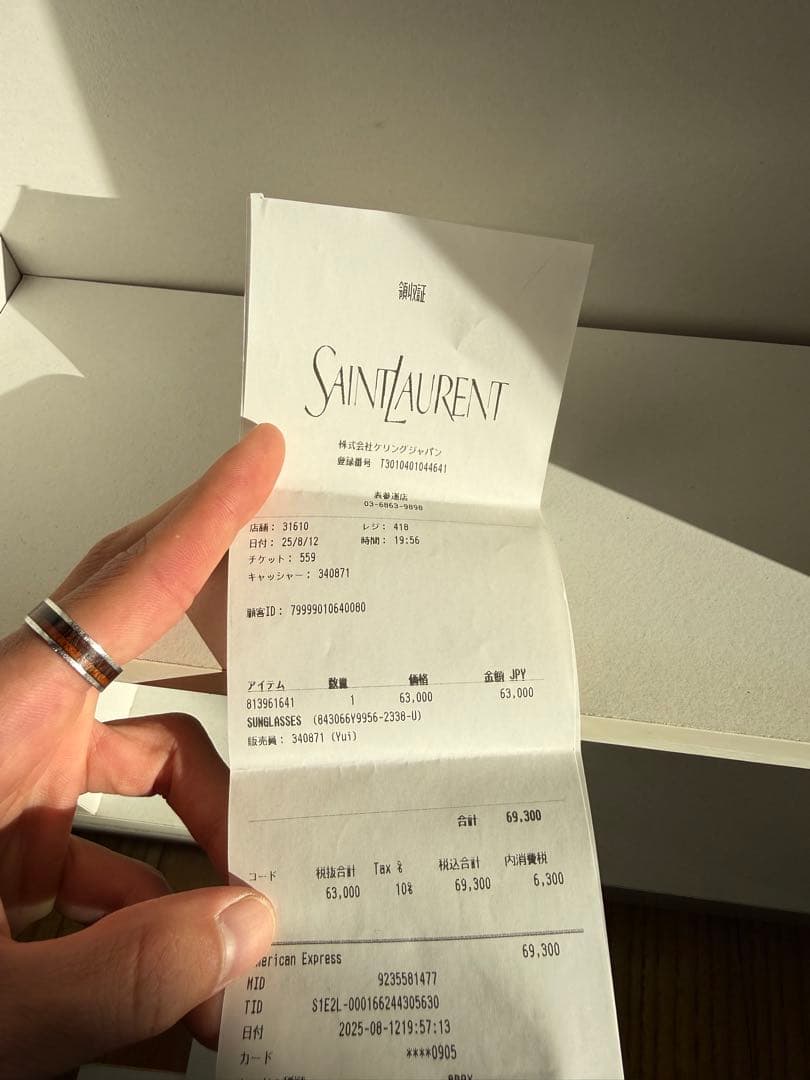 領収証
SAINT LAURENT
株式会社ケリングジャパン
登録番号 T3010401044641
表参道店
03-6863-9898
店舗: 31610 レジ: 418
日付: 25/8/12 時間: 19:56
チケット: 559
キャッシャー: 340871
顧客ID: 79999010640080
アイテム 数量 価格 金額 JPY
813961641 1 63,000 63,000
SUNGLASSES (843066Y9956-2338-U)
販売員: 340871 (Yui)
合計 69,300
コード 税抜合計 Tax % 税込合計 内消費税
63,000 10% 69,300 6,300
American Express 69,300
MID 9235581477
TID S1E2L-000166244305630
日付 2025-08-1219:57:13
カード ****0905